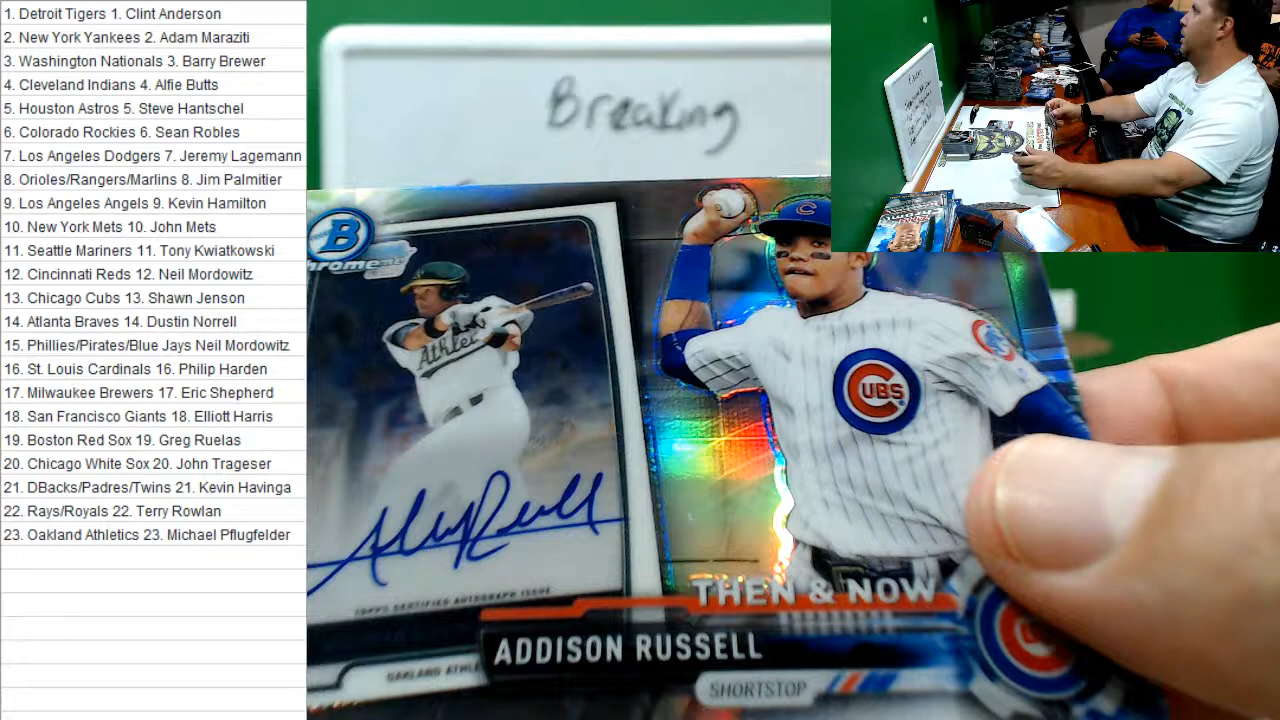 1. Detroit Tigers 1. Clint Anderson
2. New York Yankees 2. Adam Maraziti
3. Washington Nationals 3. Barry Brewer
4. Cleveland Indians 4. Alfie Butts
5. Houston Astros 5. Steve Hantschel
6. Colorado Rockies 6. Sean Robles
7. Los Angeles Dodgers 7. Jeremy Lagemann
8. Orioles/Rangers/Marlins 8. Jim Palmitier
9. Los Angeles Angels 9. Kevin Hamilton
10. New York Mets 10. John Mets
11. Seattle Mariners 11. Tony Kwiatkowski
12. Cincinnati Reds 12. Neil Mordowitz
13. Chicago Cubs 13. Shawn Jenson
14. Atlanta Braves 14. Dustin Norrell
15. Phillies/Pirates/Blue Jays Neil Mordowitz
16. St. Louis Cardinals 16. Philip Harden
17. Milwaukee Brewers 17. Eric Shepherd
18. San Francisco Giants 18. Elliott Harris
19. Boston Red Sox 19. Greg Ruelas
20. Chicago White Sox 20. John Trageser
21. DBacks/Padres/Twins 21. Kevin Havinga
22. Rays/Royals 22. Terry Rowlan
23. Oakland Athletics 23. Michael Pflugfelder
Breaking
B
chrome
Athle
C
CUBS
TOPPS CERTIFIED AUTOGRAPH ISSUE
THEN & NOW
ADDISON RUSSELL
OAKLAND ATHLE
SHORTSTOP